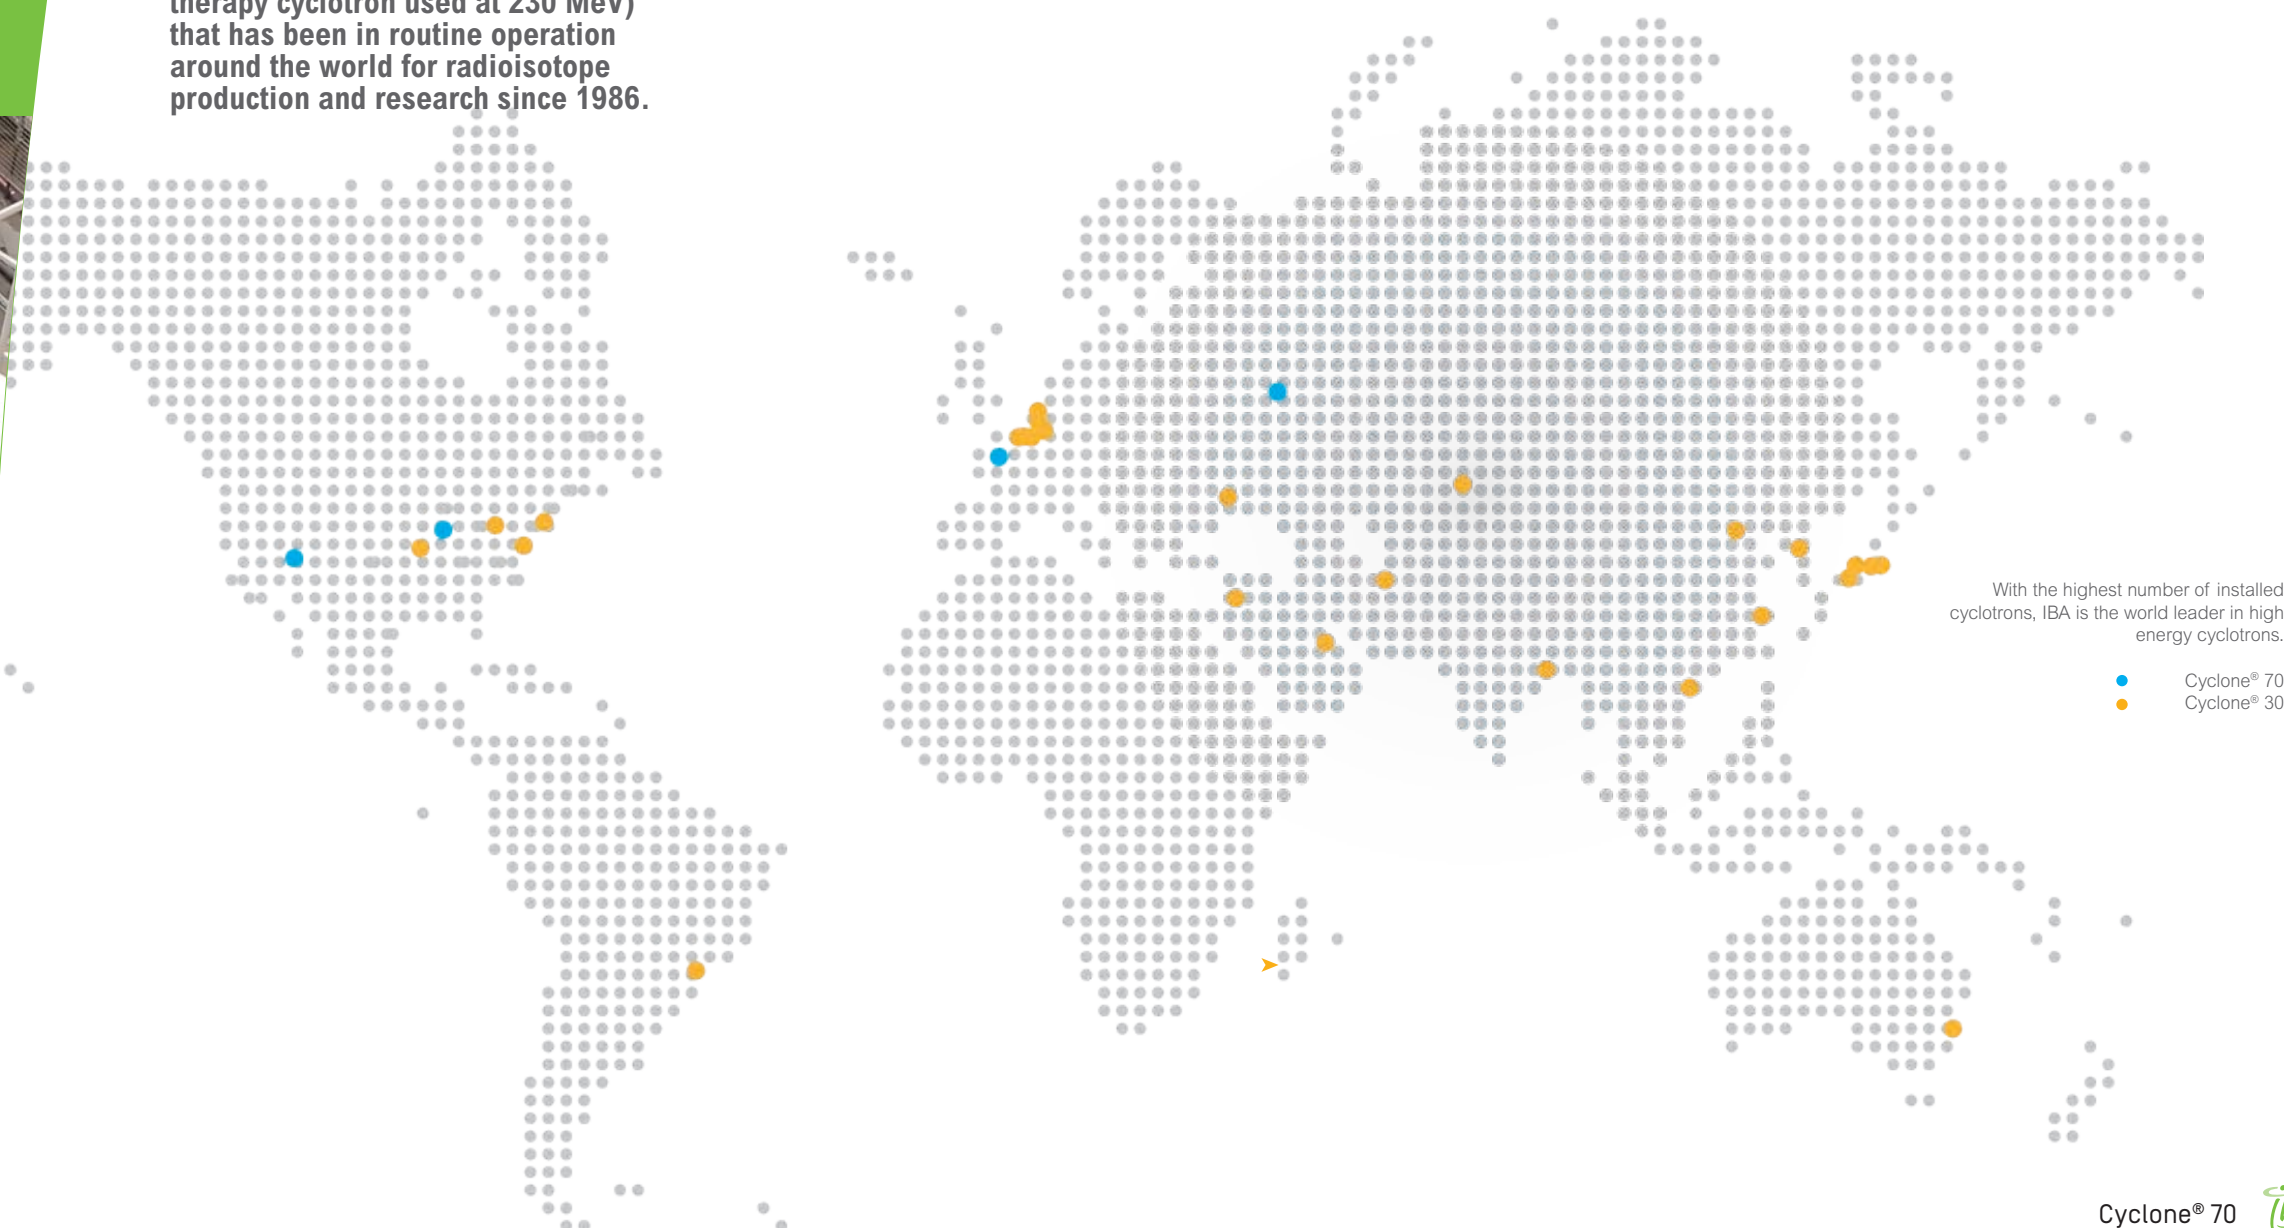 therapy cyclotron used at 230 MeV)
that has been in routine operation
around the world for radioisotope
production and research since 1986.
With the highest number of installed
cyclotrons, IBA is the world leader in high
energy cyclotrons.
Cyclone® 70
Cyclone® 30
Cyclone® 70